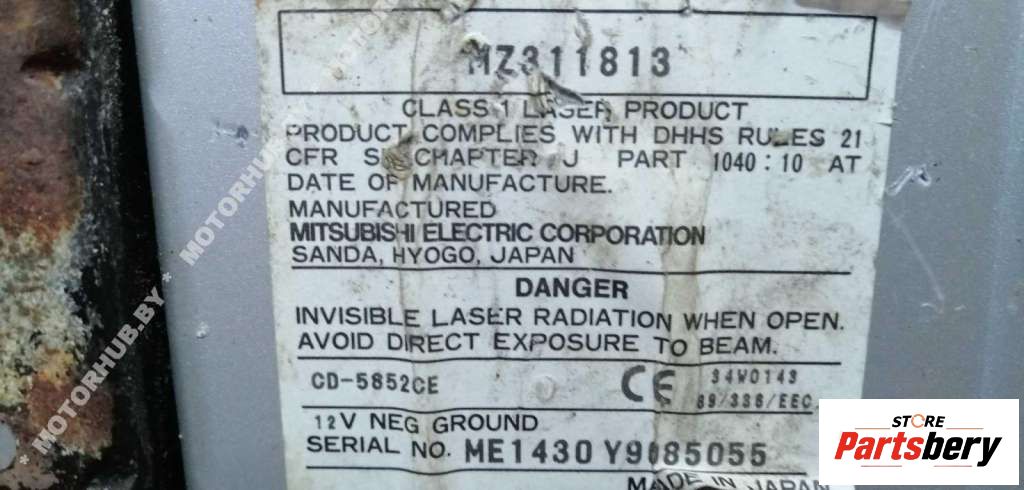 MZ311813
CLASS 1 LASER PRODUCT
PRODUCT COMPLIES WITH DHHS RULES 21
CFR CHAPTER J PART 1040:10 AT
DATE OF MANUFACTURE.
MANUFACTURED
MITSUBISHI ELECTRIC CORPORATION
SANDA, HYOGO, JAPAN
DANGER
INVISIBLE LASER RADIATION WHEN OPEN.
AVOID DIRECT EXPOSURE TO BEAM.
CD-5852CE
CE 34W0143
89/336/EEC
12V NEG GROUND
SERIAL NO. ME1430
MADE IN JAPAN
* MOTORHUB.BY * MOTORHUB.BY
STORE
Partsbery